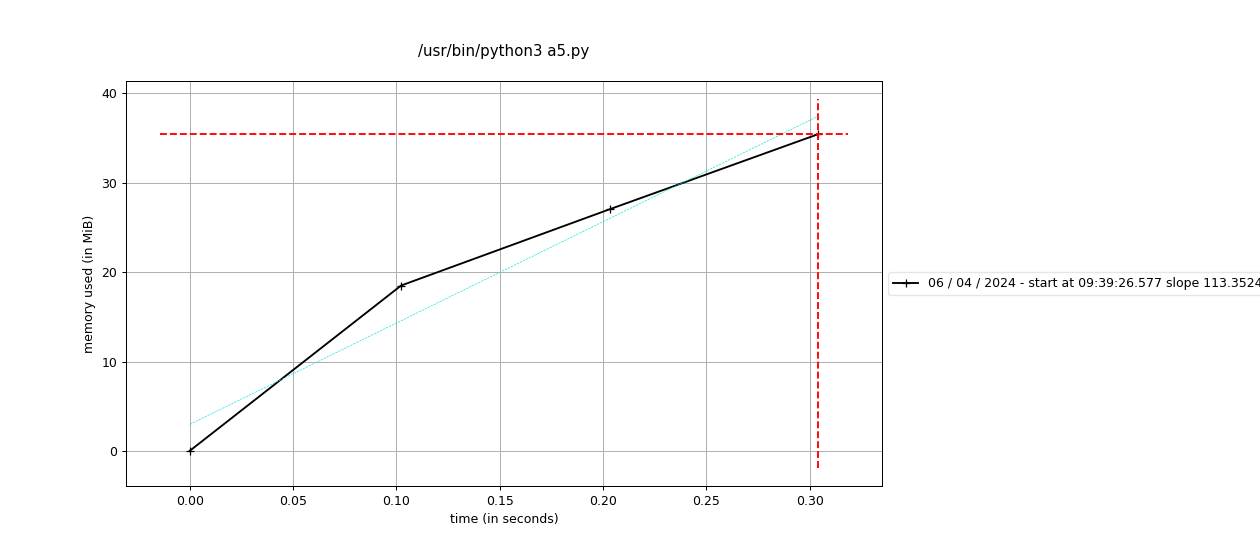 /usr/bin/python3 a5.py
40
30
20
10
0
memory used (in MiB)
0.00 0.05 0.10 0.15 0.20 0.25 0.30
time (in seconds)
06 / 04 / 2024 - start at 09:39:26.577 slope 113.3524